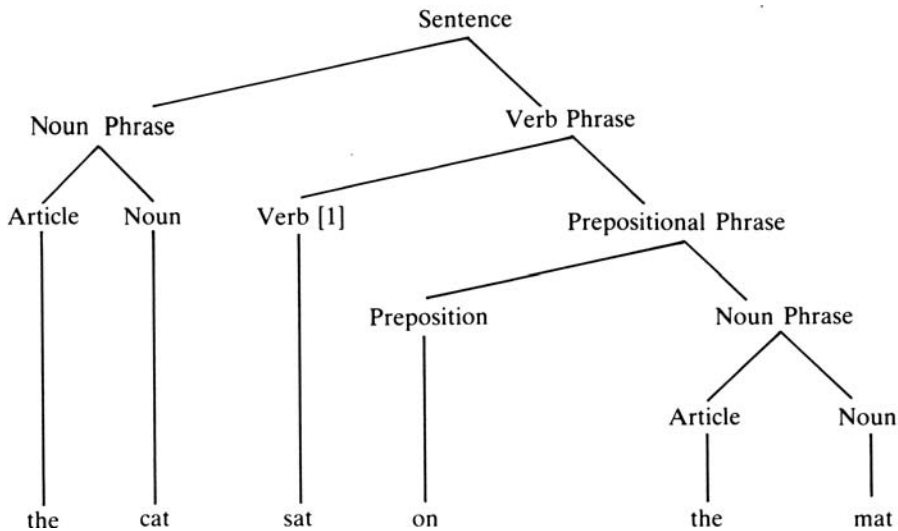 Sentence
Noun Phrase Verb Phrase
Article Noun Verb [1] Prepositional Phrase
Preposition Noun Phrase
Article Noun
the cat sat on the mat